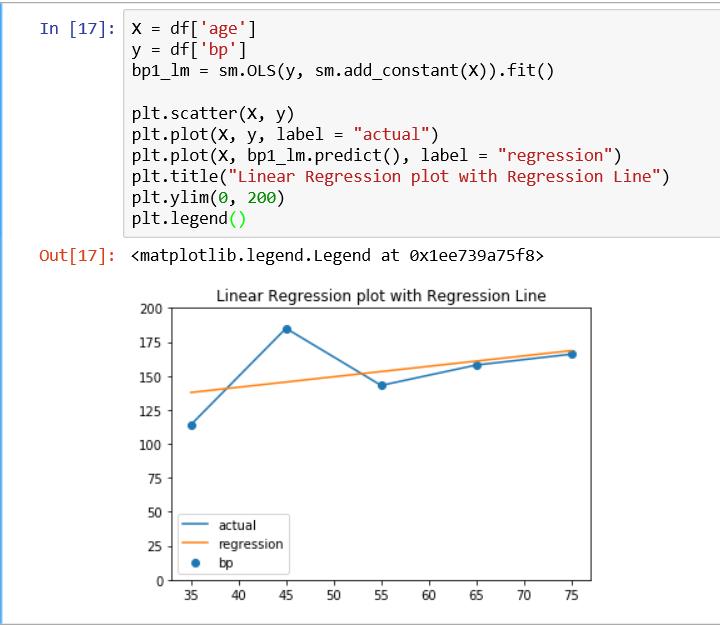 In [17]: X = df['age']
y = df['bp']
bp1_lm = sm.OLS(y, sm.add_constant(X)).fit()
plt.scatter(X, y)
plt.plot(X, y, label = "actual")
plt.plot(X, bp1_lm.predict(), label = "regression")
plt.title("Linear Regression plot with Regression Line")
plt.ylim(0, 200)
plt.legend()
Out[17]: <matplotlib.legend.Legend at 0x1ee739a75f8>
Linear Regression plot with Regression Line
200
175
150
125
100
75
50
25
0
actual
regression
bp
35 40 45 50 55 60 65 70 75